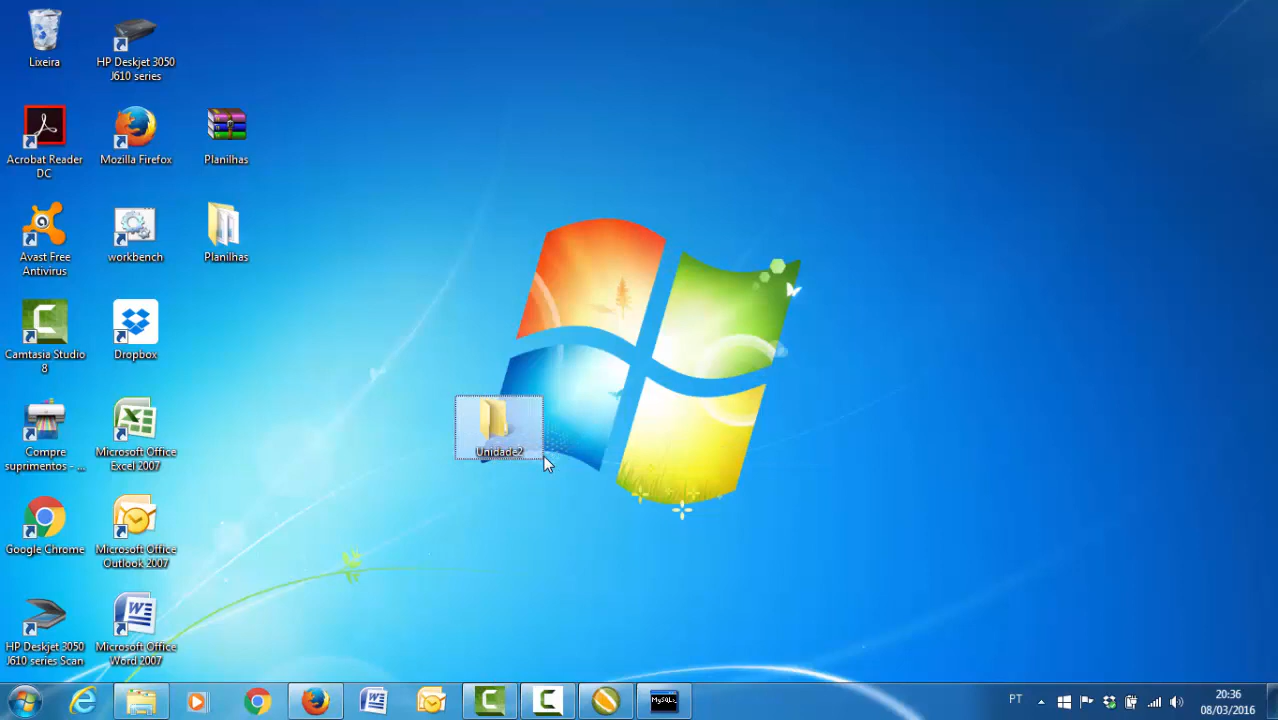 Lixeira
HP Deskjet 3050
J610 series
Acrobat Reader
DC
Mozilla Firefox
Planilhas
Avast Free
Antivirus
workbench
Planilhas
Camtasia Studio
8
Dropbox
Compre
suprimentos - ...
Microsoft Office
Excel 2007
Unidade2
Google Chrome
Microsoft Office
Outlook 2007
HP Deskjet 3050
J610 series Scan
Microsoft Office
Word 2007
PT
20:36
08/03/2016